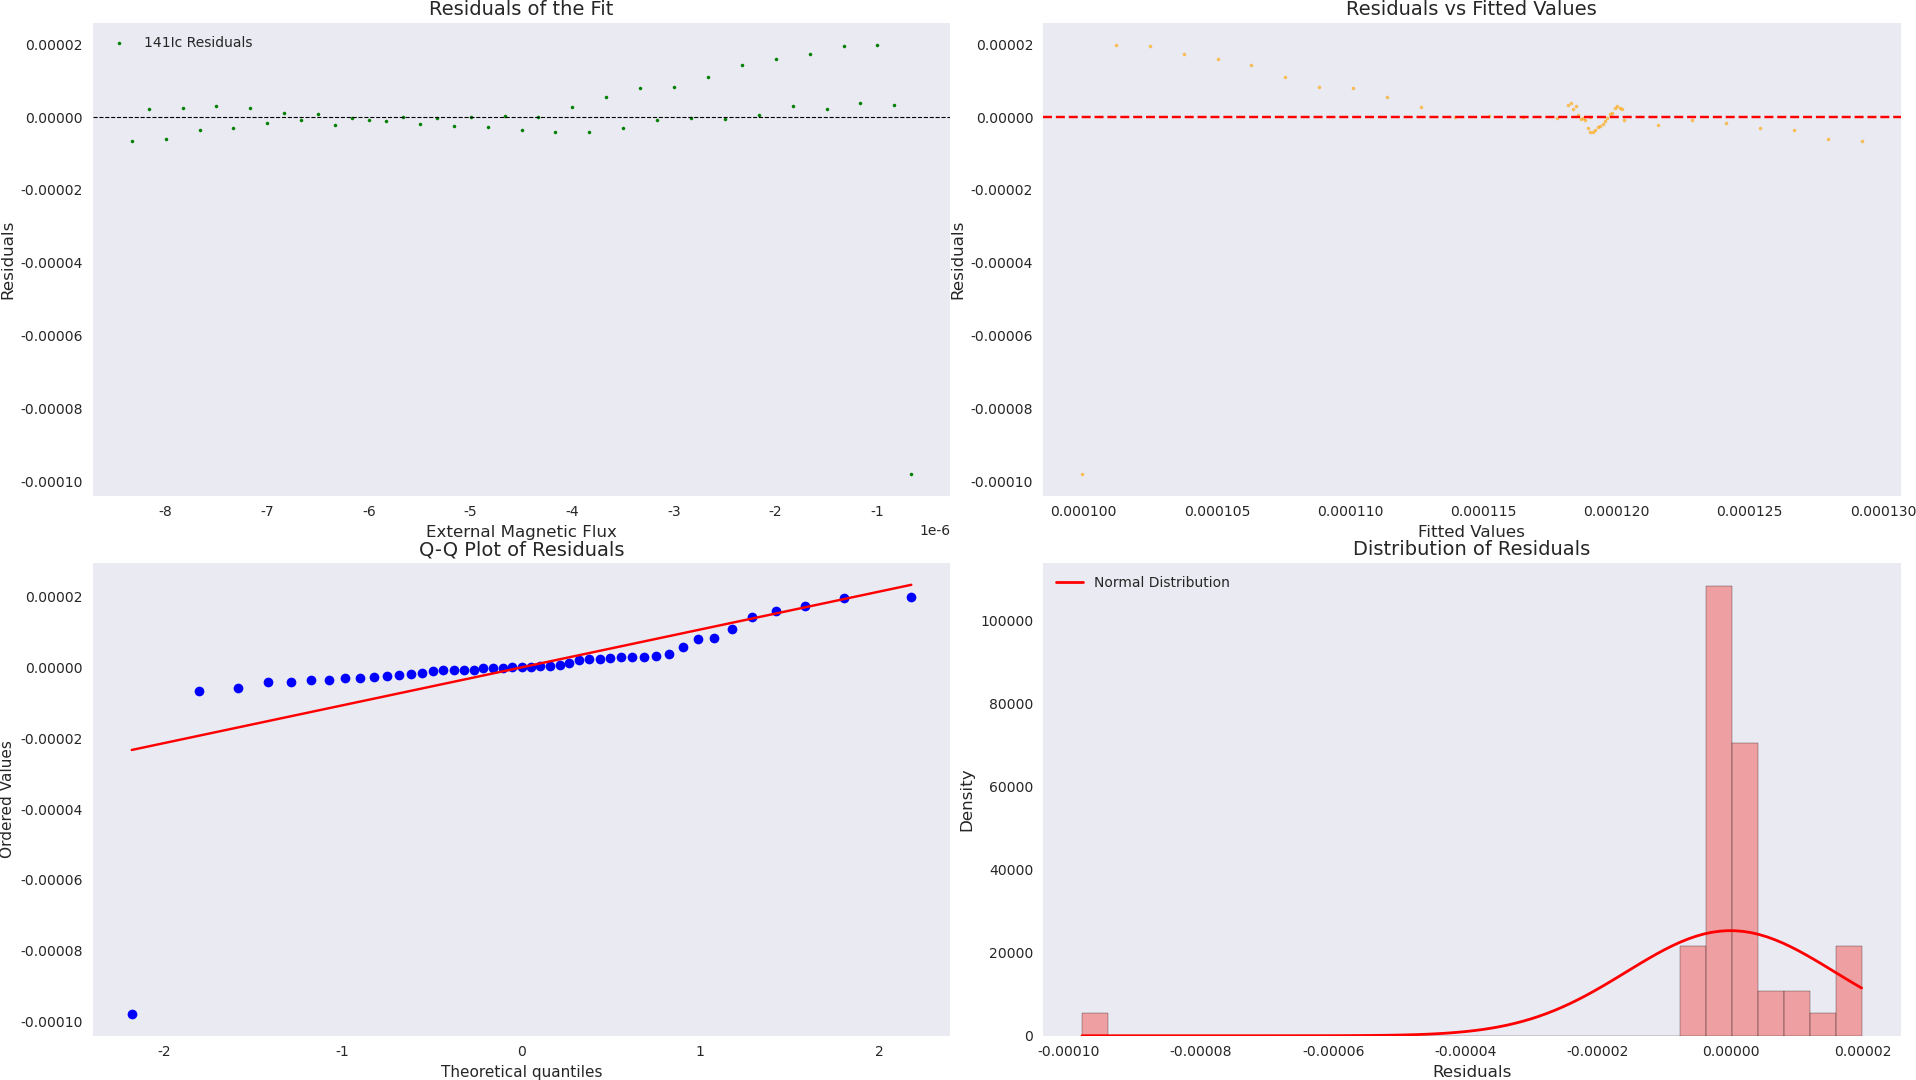 Residuals of the Fit
141Ic Residuals
0.00002
0.00000
-0.00002
-0.00004
-0.00006
-0.00008
-0.00010
Residuals
-8 -7 -6 -5 -4 -3 -2 -1
1e-6
External Magnetic Flux
Residuals vs Fitted Values
0.00002
0.00000
-0.00002
-0.00004
-0.00006
-0.00008
-0.00010
Residuals
0.000100 0.000105 0.000110 0.000115 0.000120 0.000125 0.000130
Fitted Values
Q-Q Plot of Residuals
0.00002
0.00000
-0.00002
-0.00004
-0.00006
-0.00008
-0.00010
Ordered Values
-2 -1 0 1 2
Theoretical quantiles
Distribution of Residuals
Normal Distribution
100000
80000
60000
40000
20000
0
Density
-0.00010 -0.00008 -0.00006 -0.00004 -0.00002 0.00000 0.00002
Residuals